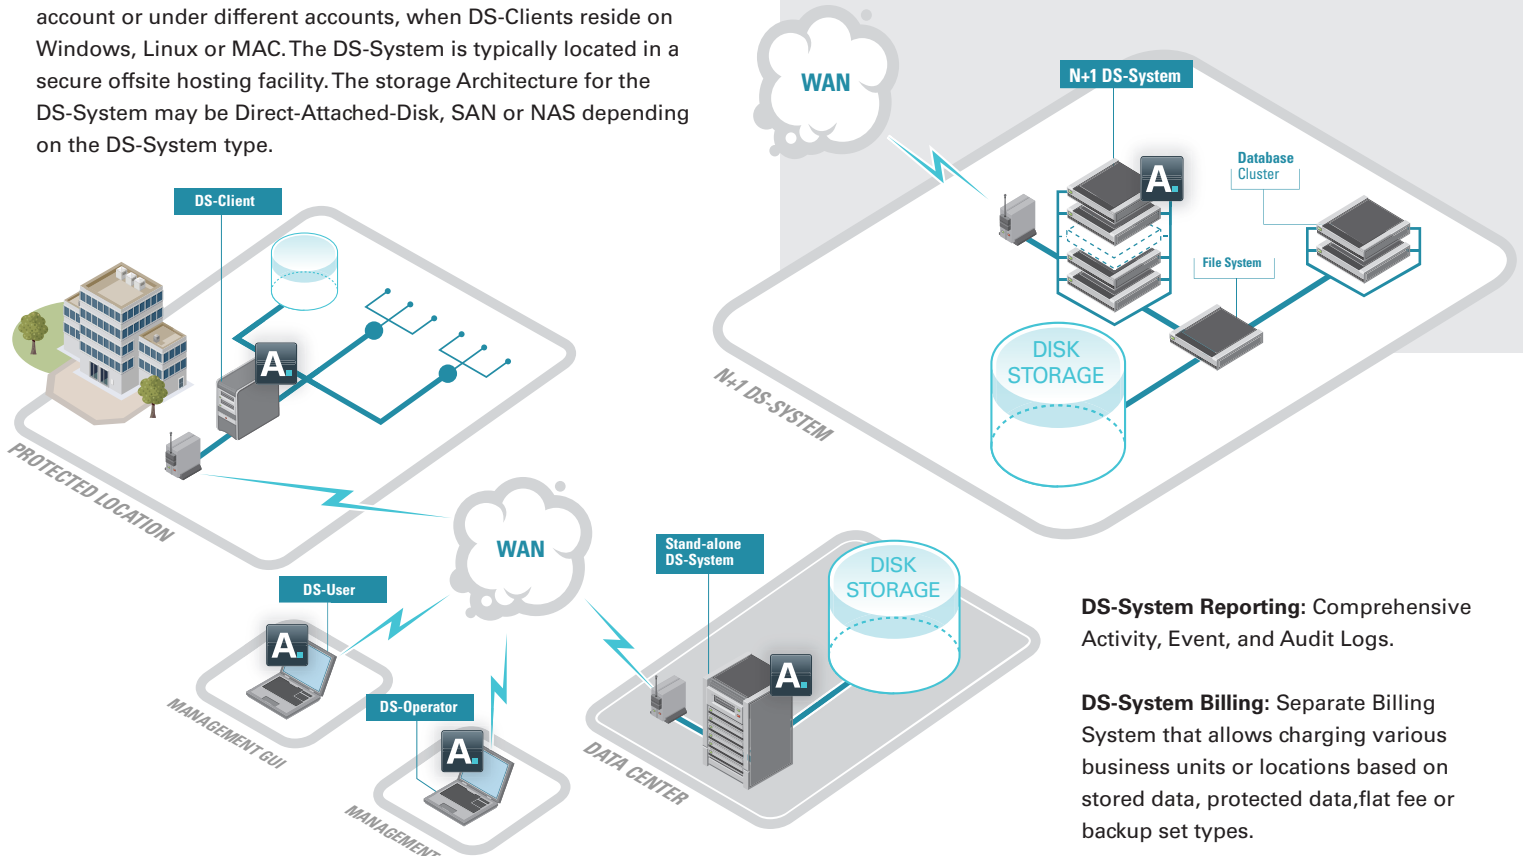 account or under different accounts, when DS-Clients reside on
Windows, Linux or MAC. The DS-System is typically located in a
secure offsite hosting facility. The storage Architecture for the
DS-System may be Direct-Attached-Disk, SAN or NAS depending
on the DS-System type.
WAN
N+1 DS-System
A.
Database
Cluster
File System
DISK
STORAGE
N+1 DS-SYSTEM
DS-Client
A.
PROTECTED LOCATION
WAN
DS-User
A.
MANAGEMENT GUI
DS-Operator
A.
MANAGEMENT
Stand-alone
DS-System
A.
DISK
STORAGE
DATA CENTER
DS-System Reporting: Comprehensive
Activity, Event, and Audit Logs.
DS-System Billing: Separate Billing
System that allows charging various
business units or locations based on
stored data, protected data,flat fee or
backup set types.